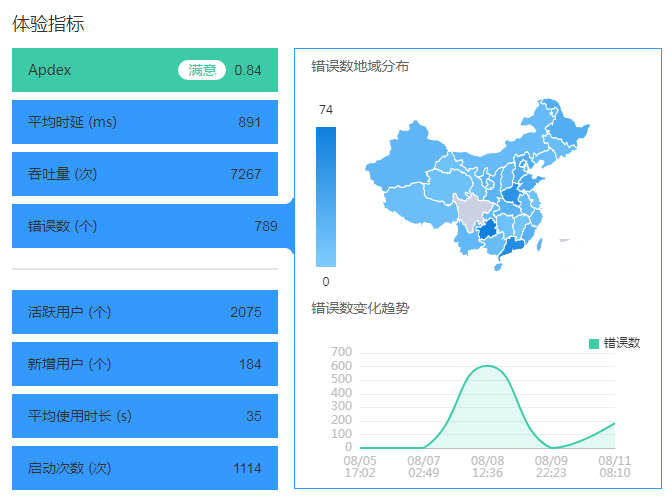 体验指标
Apdex 满意 0.84
平均时延 (ms) 891
吞吐量 (次) 7267
错误数 (个) 789
活跃用户 (个) 2075
新增用户 (个) 184
平均使用时长 (s) 35
启动次数 (次) 1114
错误数地域分布
74
0
错误数变化趋势
错误数
700
600
500
400
300
200
100
0
08/05 08/07 08/08 08/09 08/11
17:02 02:49 12:36 22:23 08:10